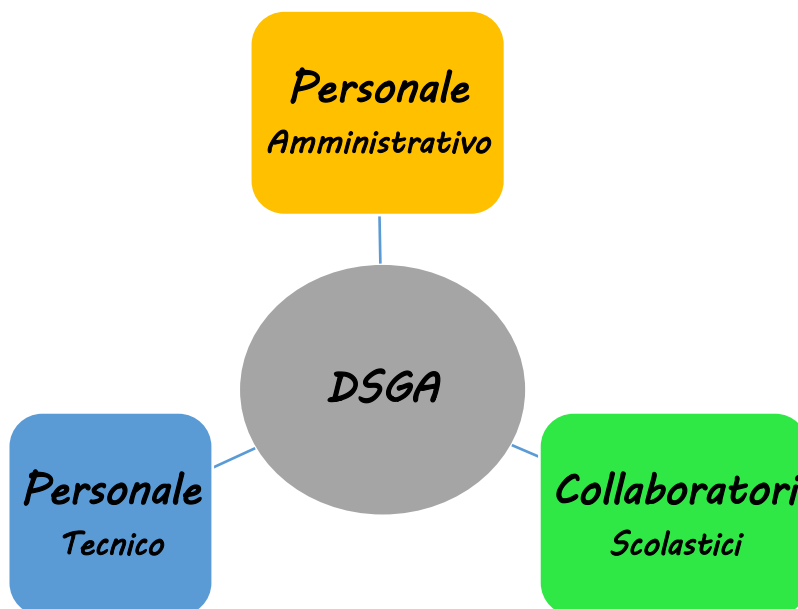 Personale
Amministrativo
DSGA
Personale
Tecnico
Collaboratori
Scolastici